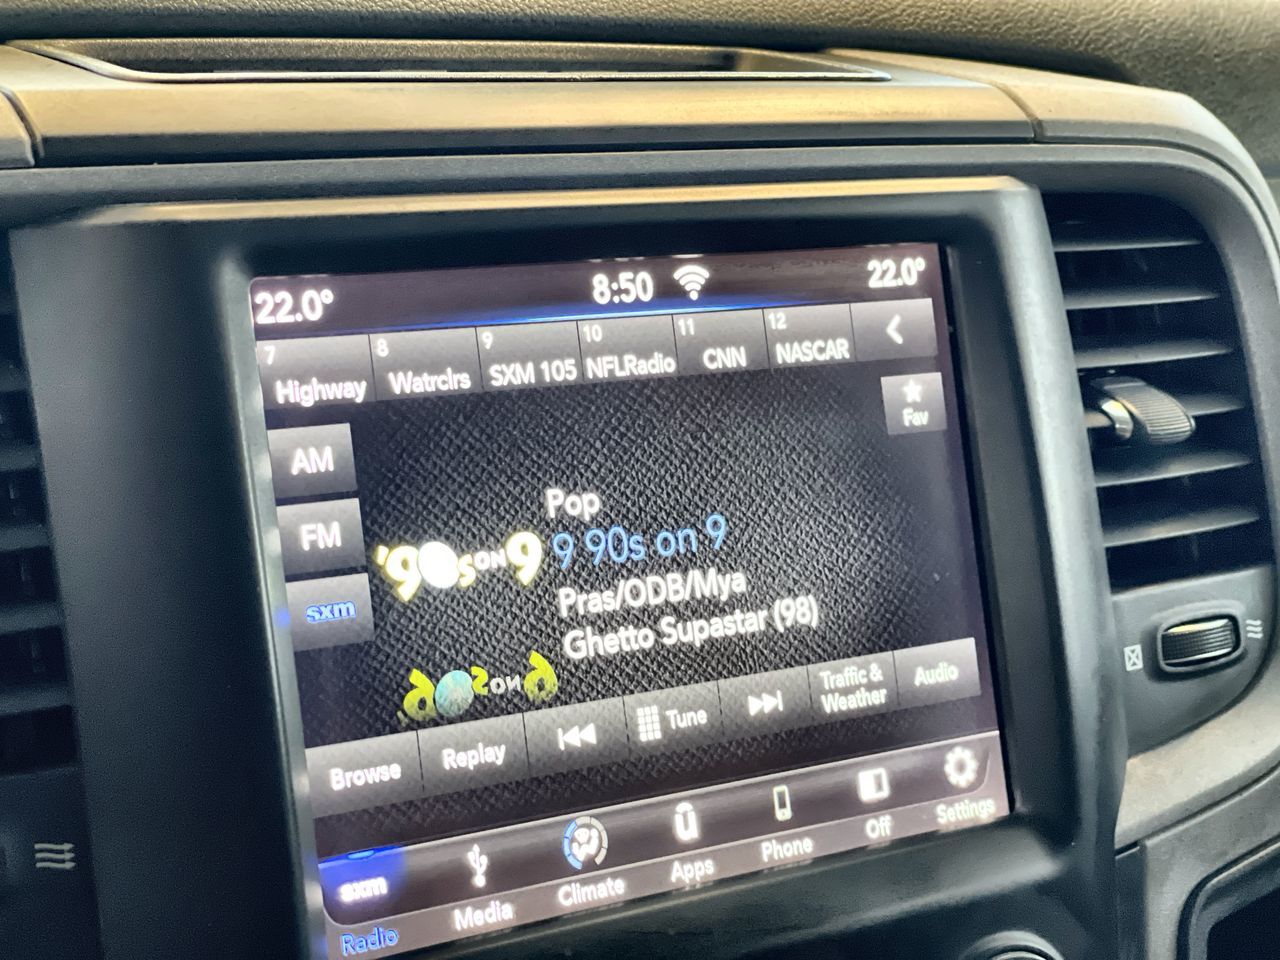 22.0°
8:50
22.0°
7
Highway
8
Watrclrs
9
SXM 105
10
NFLRadio
11
CNN
12
NASCAR
Fav
AM
FM
sxm
Pop
'90s ON 9
9 90s on 9
Pras/ODB/Mya
Ghetto Supastar (98)
Browse
Replay
Tune
Traffic &
Weather
Audio
sxm
Radio
Media
Climate
Apps
Phone
Off
Settings